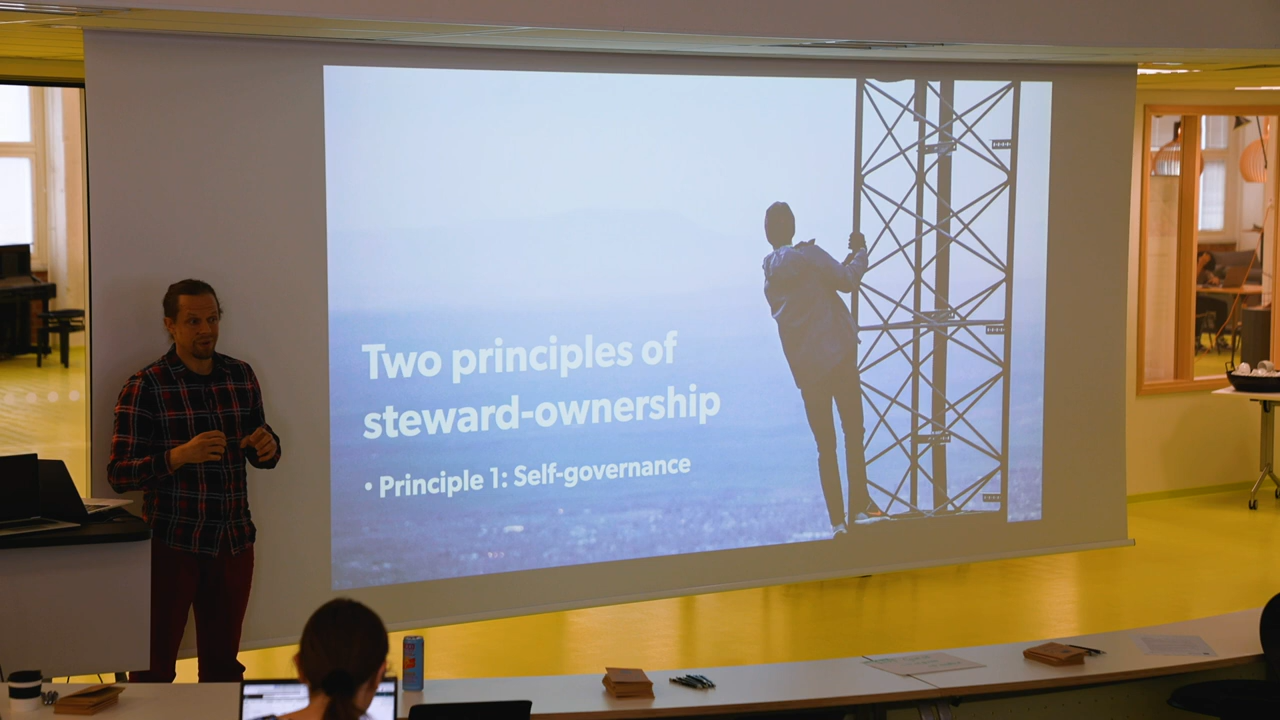 Two principles of
steward-ownership
• Principle 1: Self-governance